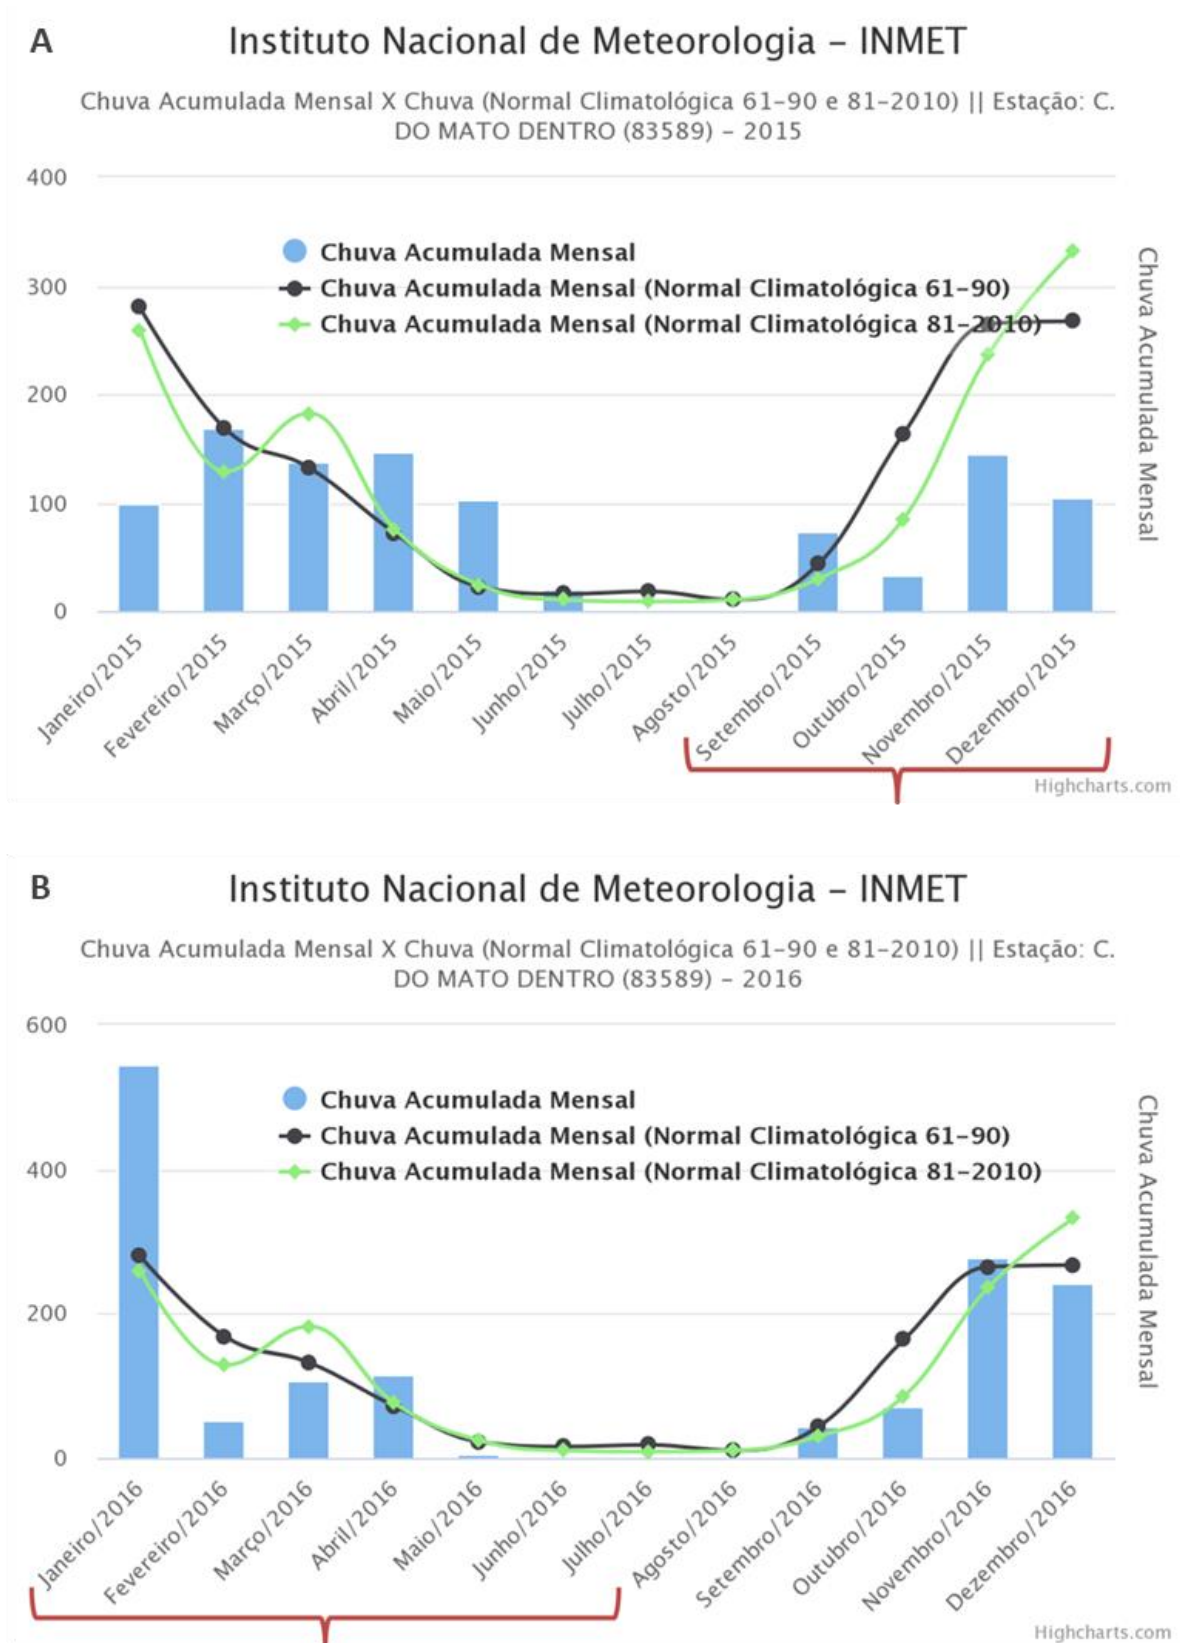 A
Instituto Nacional de Meteorologia – INMET
Chuva Acumulada Mensal X Chuva (Normal Climatológica 61–90 e 81–2010) || Estação: C.
DO MATO DENTRO (83589) – 2015
400
300
200
100
0
Chuva Acumulada Mensal
Chuva Acumulada Mensal (Normal Climatológica 61–90)
Chuva Acumulada Mensal (Normal Climatológica 81–2010)
Chuva Acumulada Mensal
Janeiro/2015
Fevereiro/2015
Março/2015
Abril/2015
Maio/2015
Junho/2015
Julho/2015
Agosto/2015
Setembro/2015
Outubro/2015
Novembro/2015
Dezembro/2015
Highcharts.com
B
Instituto Nacional de Meteorologia – INMET
Chuva Acumulada Mensal X Chuva (Normal Climatológica 61–90 e 81–2010) || Estação: C.
DO MATO DENTRO (83589) – 2016
600
400
200
0
Chuva Acumulada Mensal
Chuva Acumulada Mensal (Normal Climatológica 61–90)
Chuva Acumulada Mensal (Normal Climatológica 81–2010)
Chuva Acumulada Mensal
Janeiro/2016
Fevereiro/2016
Março/2016
Abril/2016
Maio/2016
Junho/2016
Julho/2016
Agosto/2016
Setembro/2016
Outubro/2016
Novembro/2016
Dezembro/2016
Highcharts.com